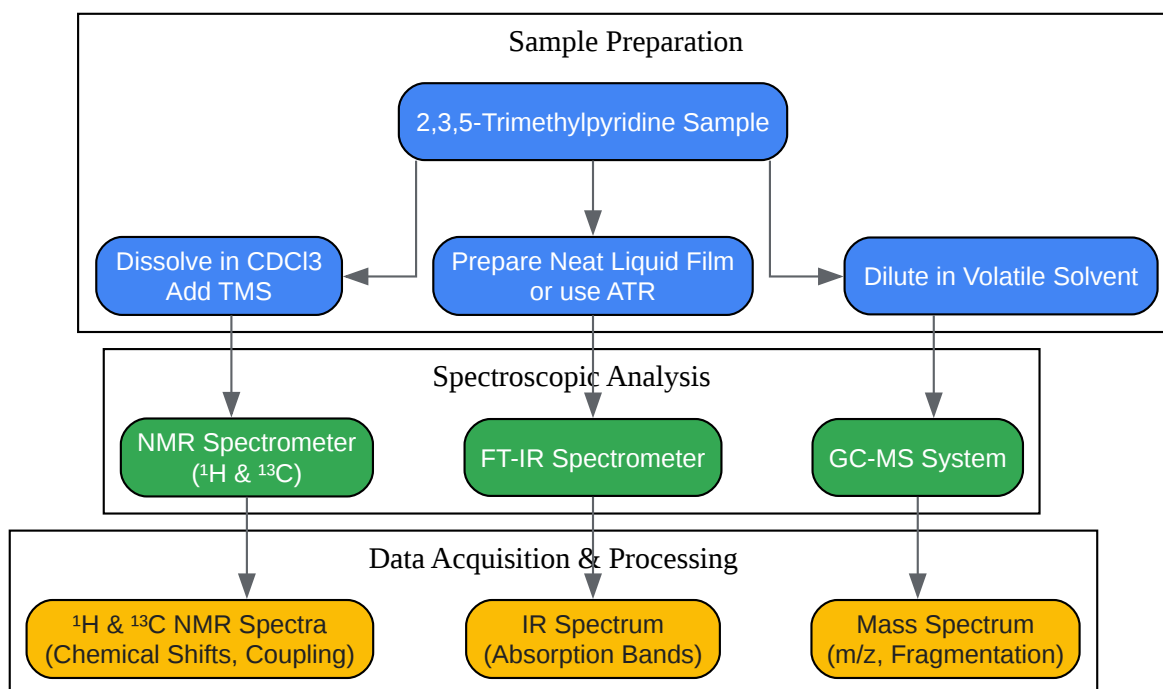 Sample Preparation
2,3,5-Trimethylpyridine Sample
Dissolve in CDCl3
Add TMS
Prepare Neat Liquid Film
or use ATR
Dilute in Volatile Solvent
Spectroscopic Analysis
NMR Spectrometer
(¹H & ¹³C)
FT-IR Spectrometer
GC-MS System
Data Acquisition & Processing
¹H & ¹³C NMR Spectra
(Chemical Shifts, Coupling)
IR Spectrum
(Absorption Bands)
Mass Spectrum
(m/z, Fragmentation)